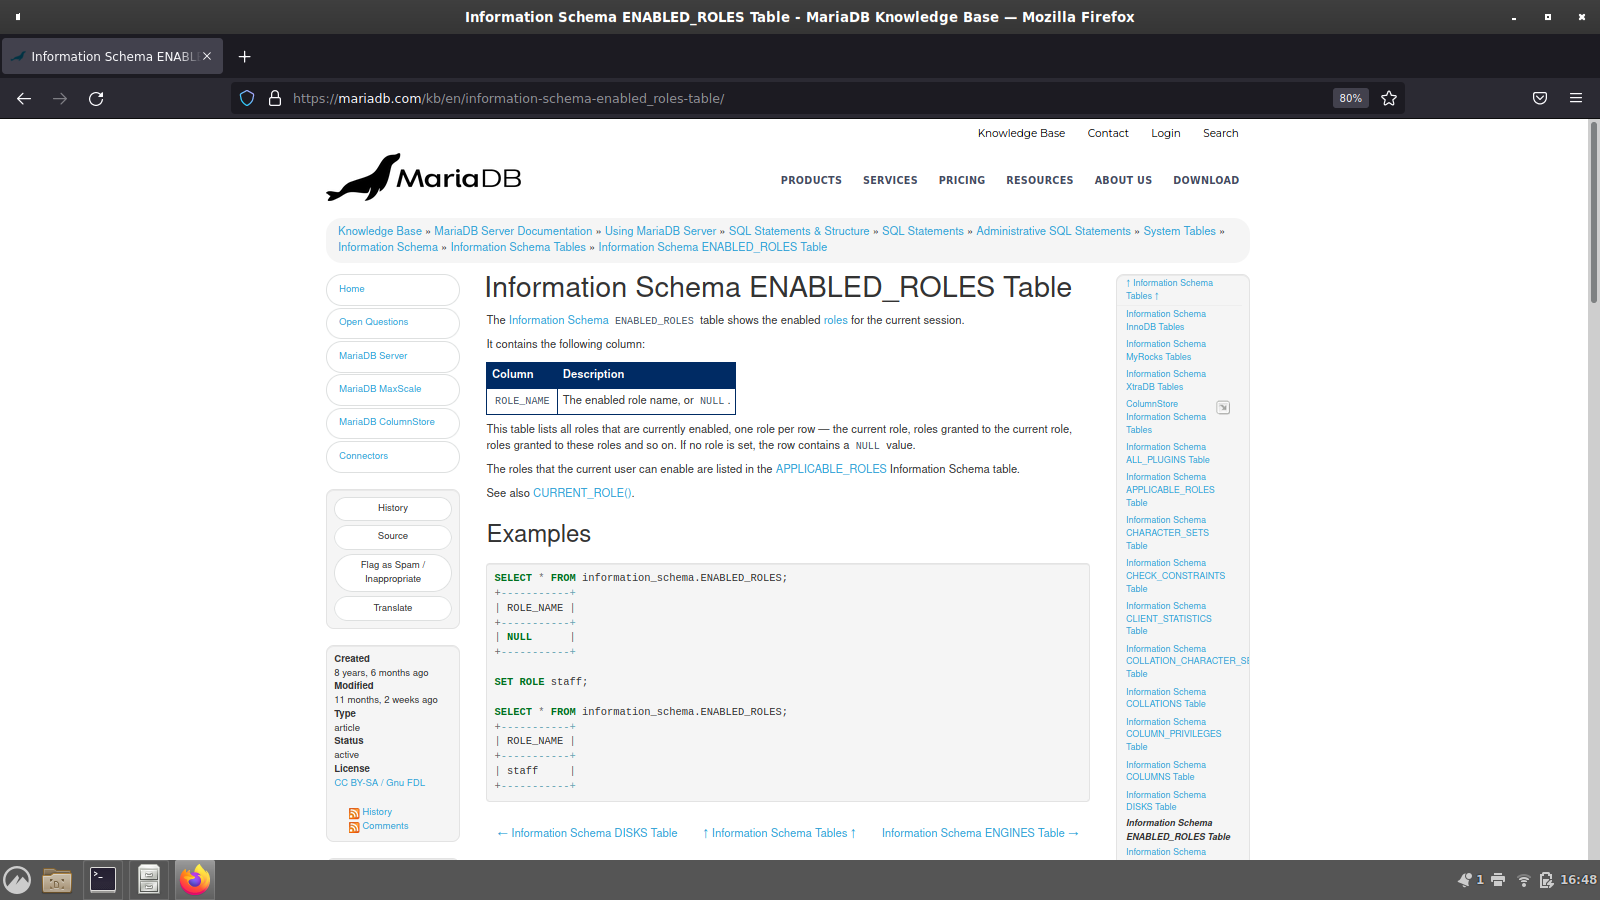 Information Schema ENABLED_ROLES Table - MariaDB Knowledge Base — Mozilla Firefox
Information Schema ENABL
https://mariadb.com/kb/en/information-schema-enabled_roles-table/
80%
Knowledge Base Contact Login Search
MariaDB
PRODUCTS SERVICES PRICING RESOURCES ABOUT US DOWNLOAD
Knowledge Base » MariaDB Server Documentation » Using MariaDB Server » SQL Statements & Structure » SQL Statements » Administrative SQL Statements » System Tables »
Information Schema » Information Schema Tables » Information Schema ENABLED_ROLES Table
Home
Open Questions
MariaDB Server
MariaDB MaxScale
MariaDB ColumnStore
Connectors
History
Source
Flag as Spam /
Inappropriate
Translate
Created
8 years, 6 months ago
Modified
11 months, 2 weeks ago
Type
article
Status
active
License
CC BY-SA / Gnu FDL
History
Comments
Information Schema ENABLED_ROLES Table
The Information Schema ENABLED_ROLES table shows the enabled roles for the current session.
It contains the following column:
Column Description
ROLE_NAME The enabled role name, or NULL .
This table lists all roles that are currently enabled, one role per row — the current role, roles granted to the current role,
roles granted to these roles and so on. If no role is set, the row contains a NULL value.
The roles that the current user can enable are listed in the APPLICABLE_ROLES Information Schema table.
See also CURRENT_ROLE().
Examples
SELECT * FROM information_schema.ENABLED_ROLES;
+-----------+
| ROLE_NAME |
+-----------+
| NULL      |
+-----------+
SET ROLE staff;
SELECT * FROM information_schema.ENABLED_ROLES;
+-----------+
| ROLE_NAME |
+-----------+
| staff     |
+-----------+
← Information Schema DISKS Table ↑ Information Schema Tables ↑ Information Schema ENGINES Table →
↑ Information Schema
Tables ↑
Information Schema
InnoDB Tables
Information Schema
MyRocks Tables
Information Schema
XtraDB Tables
ColumnStore
Information Schema
Tables
Information Schema
ALL_PLUGINS Table
Information Schema
APPLICABLE_ROLES
Table
Information Schema
CHARACTER_SETS
Table
Information Schema
CHECK_CONSTRAINTS
Table
Information Schema
CLIENT_STATISTICS
Table
Information Schema
COLLATION_CHARACTER_SE
Table
Information Schema
COLLATIONS Table
Information Schema
COLUMN_PRIVILEGES
Table
Information Schema
COLUMNS Table
Information Schema
DISKS Table
Information Schema
ENABLED_ROLES Table
Information Schema
1
16:48